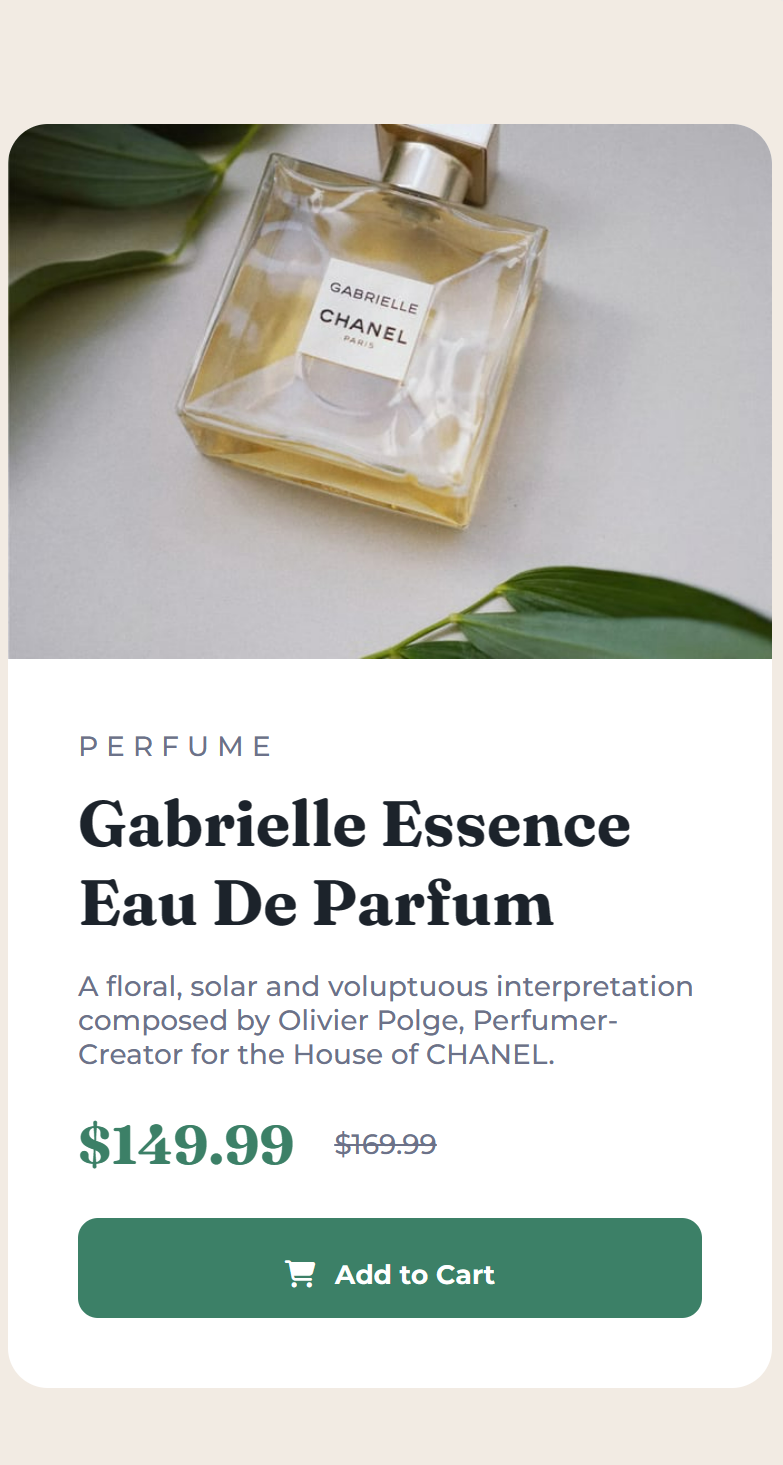 GABRIELLE
CHANEL
PARIS
PERFUME
Gabrielle Essence
Eau De Parfum
A floral, solar and voluptuous interpretation
composed by Olivier Polge, Perfumer-
Creator for the House of CHANEL.
$149.99 $169.99
Add to Cart